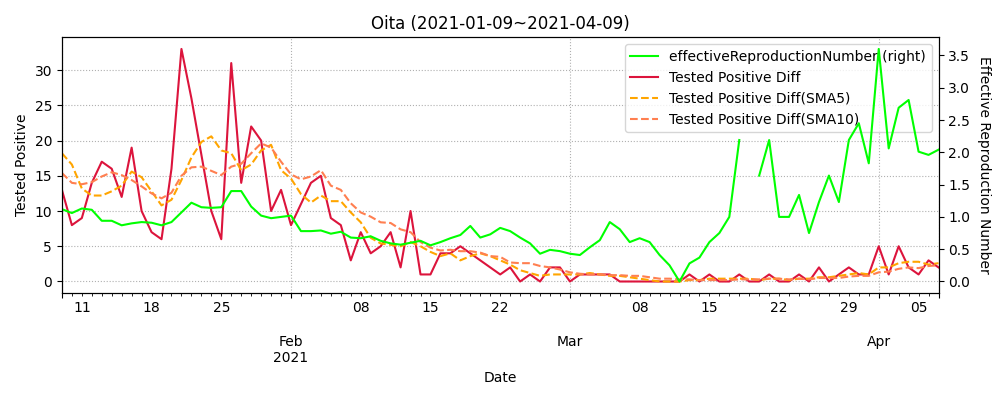 Oita (2021-01-09~2021-04-09)
effectiveReproductionNumber (right)
Tested Positive Diff
Tested Positive Diff(SMA5)
Tested Positive Diff(SMA10)
Tested Positive
30
25
20
15
10
5
0
3.5
3.0
2.5
2.0
1.5
1.0
0.5
0.0
Effective Reproduction Number
11 18 25 08 15 22 08 15 22 29 05
Feb Mar Apr
2021
Date